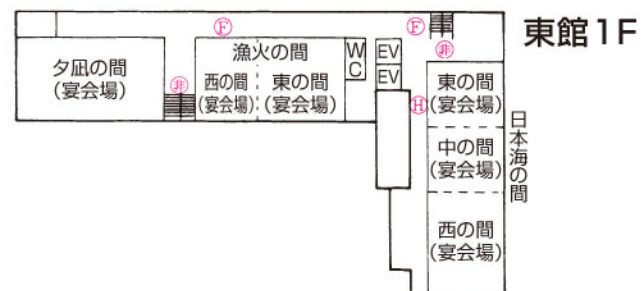 東館1F
Ⓕ
Ⓕ
夕凪の間
(宴会場)
非
漁火の間
西の間
(宴会場)
東の間
(宴会場)
WC
EV
EV
非
Ⓗ
東の間
(宴会場)
中の間
(宴会場)
西の間
(宴会場)
日本海の間